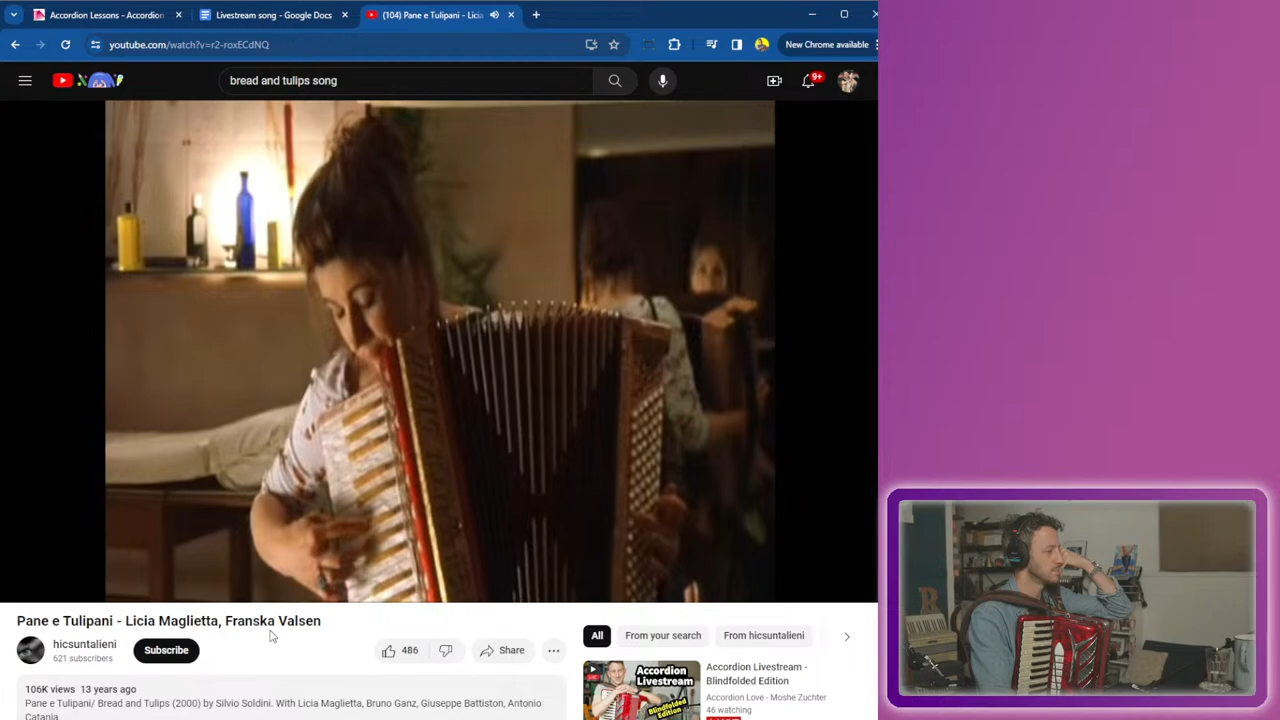 Accordion Lessons - Accordion
Livestream song - Google Docs
(104) Pane e Tulipani - Licia
youtube.com/watch?v=r2-roxECdNQ
New Chrome available
bread and tulips song
9+
Pane e Tulipani - Licia Maglietta, Franska Valsen
hicsuntalieni
621 subscribers
Subscribe
486
Share
106K views 13 years ago
Pane e Tulipani/ Bread and Tulips (2000) by Silvio Soldini. With Licia Maglietta, Bruno Ganz, Giuseppe Battiston, Antonio
Catania.
All
From your search
From hicsuntalieni
Accordion
Livestream
Blindfolded
Edition
Accordion Livestream -
Blindfolded Edition
Accordion Love - Moshe Zuchter
46 watching